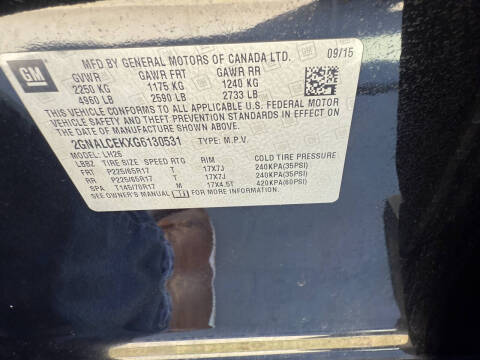 GM
MFD BY GENERAL MOTORS OF CANADA LTD. 09/15
GVWR GAWR FRT GAWR RR
2250 KG 1175 KG 1240 KG
4960 LB 2590 LB 2733 LB
THIS VEHICLE CONFORMS TO ALL APPLICABLE U.S. FEDERAL MOTOR
VEHICLE SAFETY, BUMPER, AND THEFT PREVENTION STANDARDS IN EFFECT
ON THE DATE OF MANUFACTURE SHOWN ABOVE.
2GNALCEKXG6130531 TYPE: M.P.V.
MODEL: LH26
LBBZ TIRE SIZE SPEED RTG RIM COLD TIRE PRESSURE
FRT P225/65R17 T 17X7J 240KPA(35PSI)
RR P225/65R17 T 17X7J 240KPA(35PSI)
SPA T145/70R17 M 17X4.5T 420KPA(60PSI)
SEE OWNER'S MANUAL